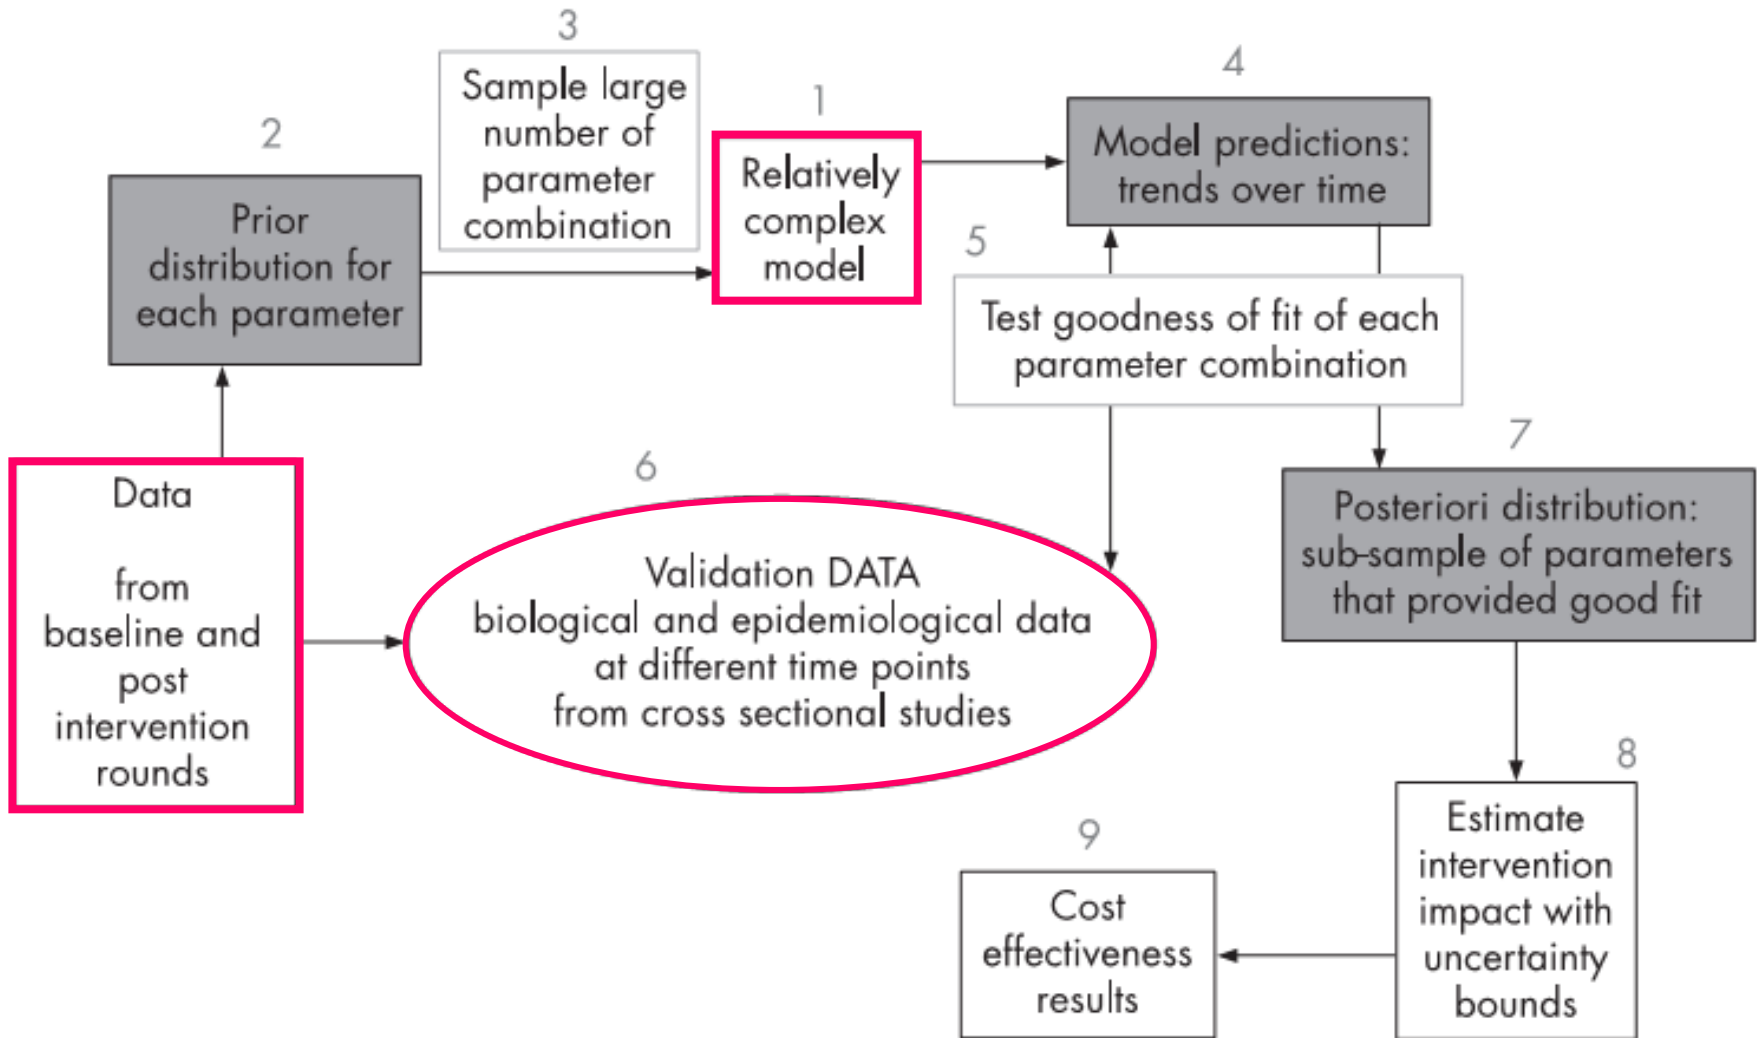 3
Sample large
number of
parameter
combination
1
Relatively
complex
model
4
Model predictions:
trends over time
2
Prior
distribution for
each parameter
5
Test goodness of fit of each
parameter combination
Data
from
baseline and
post
intervention
rounds
6
Validation DATA
biological and epidemiological data
at different time points
from cross sectional studies
7
Posteriori distribution:
sub-sample of parameters
that provided good fit
8
Estimate
intervention
impact with
uncertainty
bounds
9
Cost
effectiveness
results